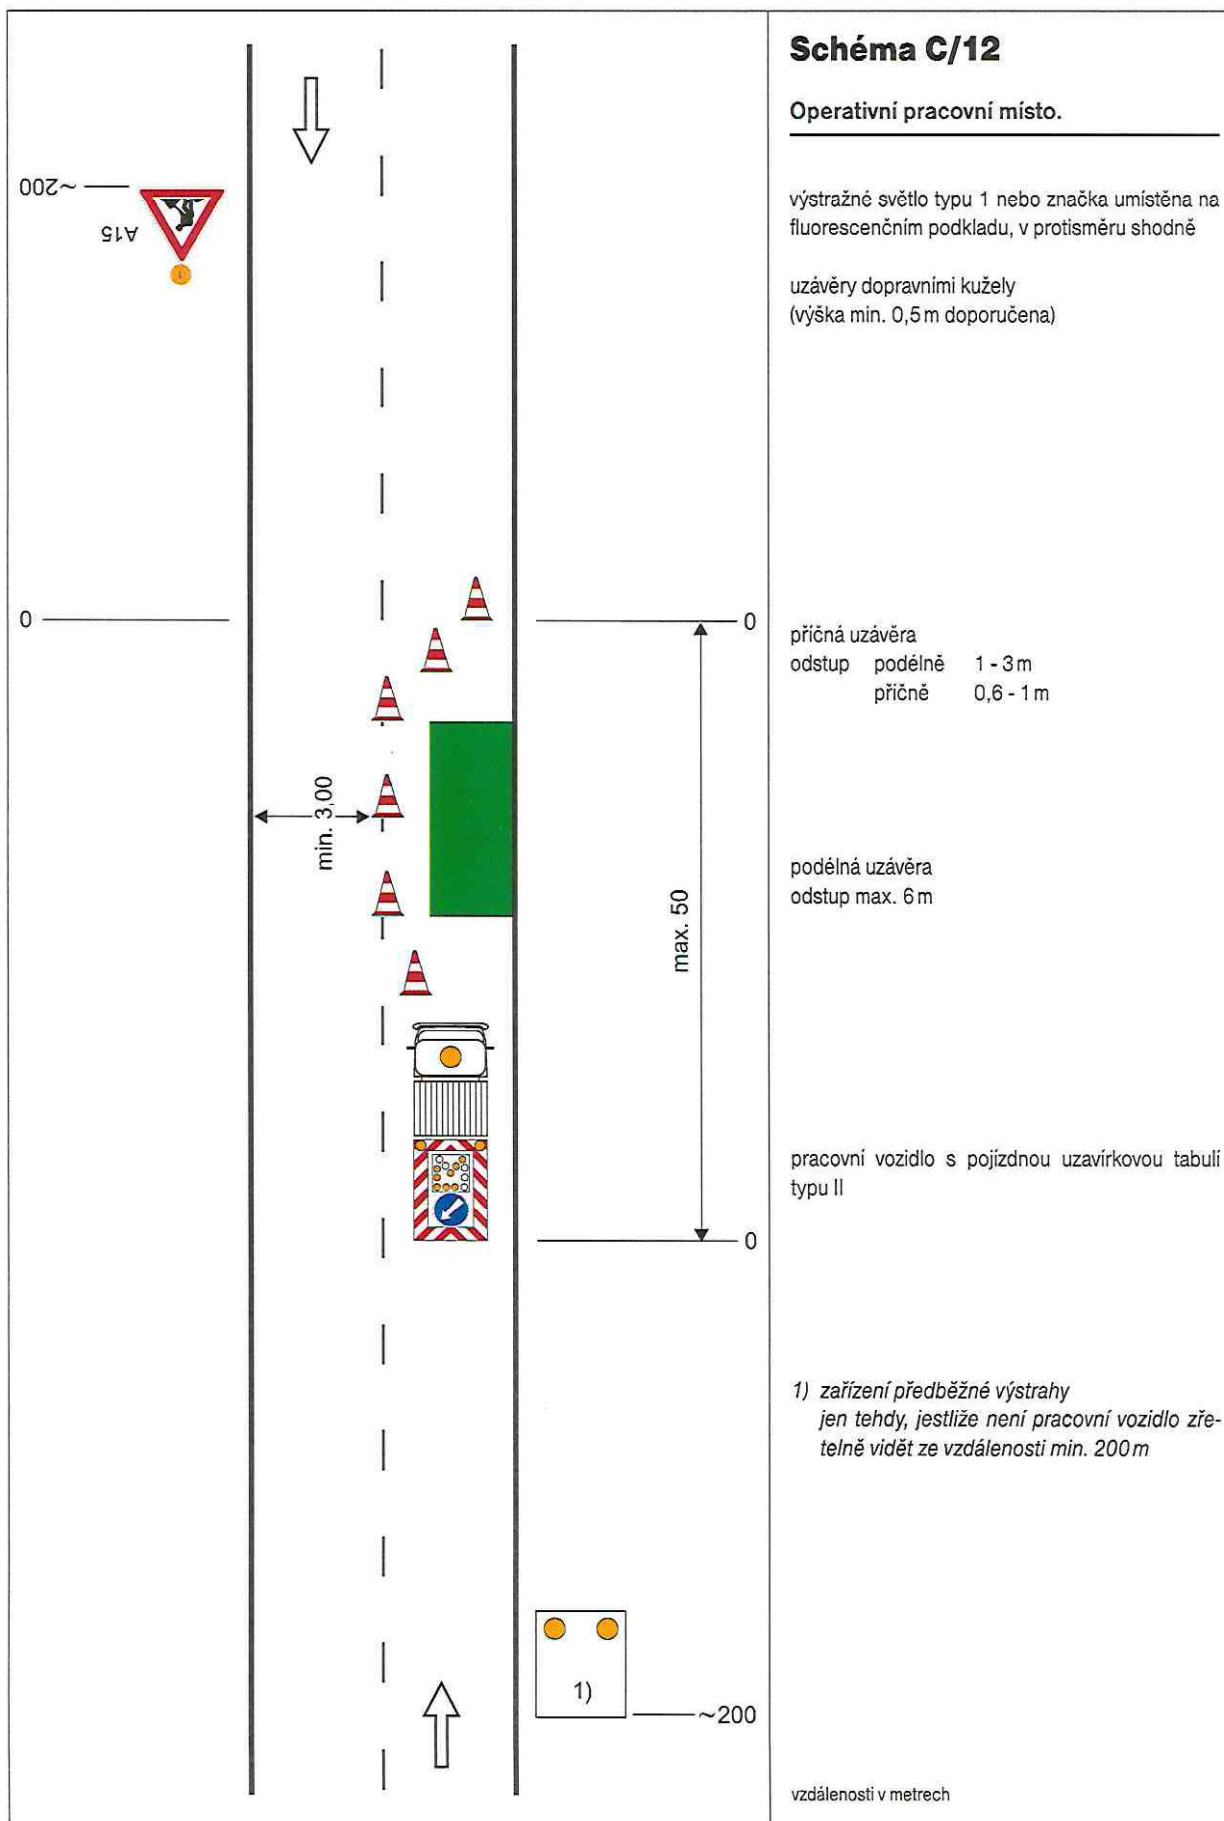 Schéma C/12
Operativní pracovní místo.
výstražné světlo typu 1 nebo značka umístěna na
fluorescenčním podkladu, v protisměru shodně
uzávěry dopravními kužely
(výška min. 0,5 m doporučena)
~200
A15
1
0
0
příčná uzávěra
odstup podélně 1 - 3 m
příčně 0,6 - 1 m
min. 3,00
podélná uzávěra
odstup max. 6 m
max. 50
pracovní vozidlo s pojízdnou uzavírkovou tabulí
typu II
0
1) zařízení předběžné výstrahy
jen tehdy, jestliže není pracovní vozidlo zře-
telně vidět ze vzdálenosti min. 200 m
1)
~200
vzdálenosti v metrech